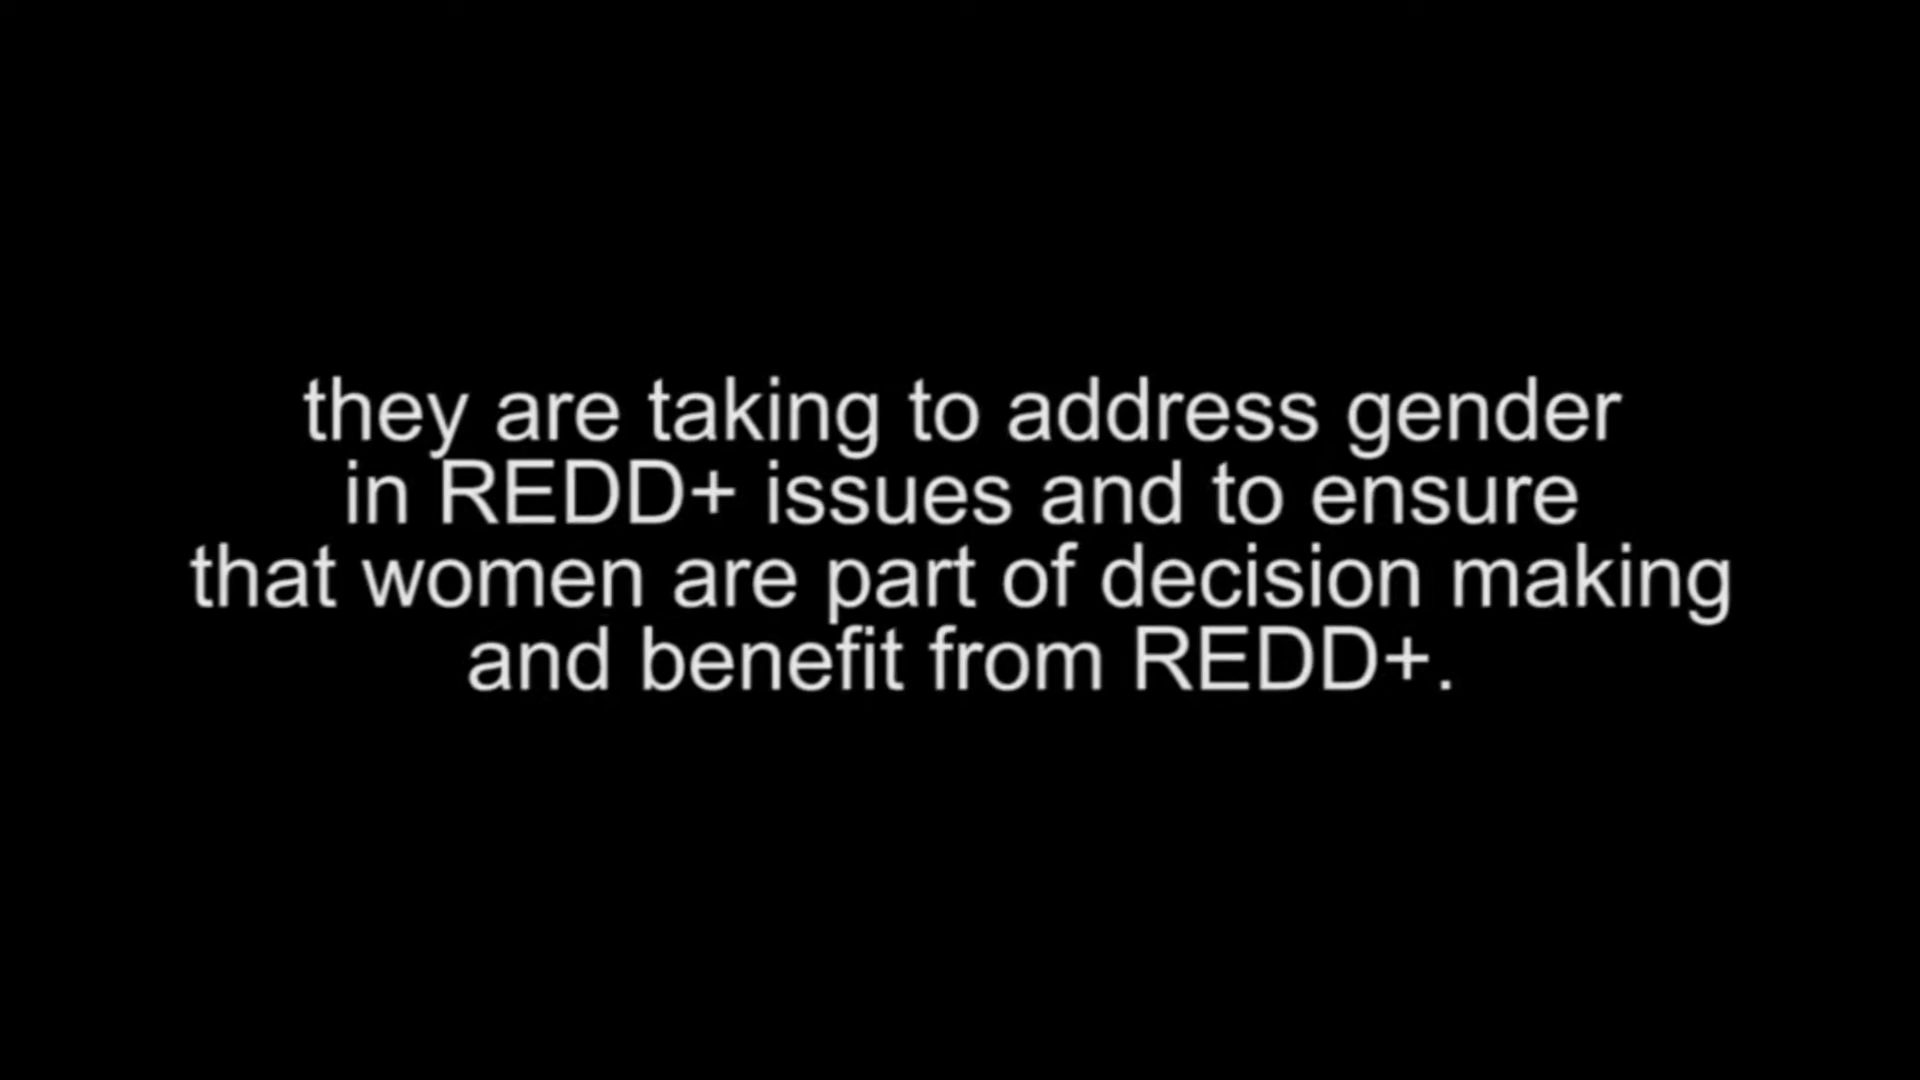 they are taking to address gender
in REDD+ issues and to ensure
that women are part of decision making
and benefit from REDD+.